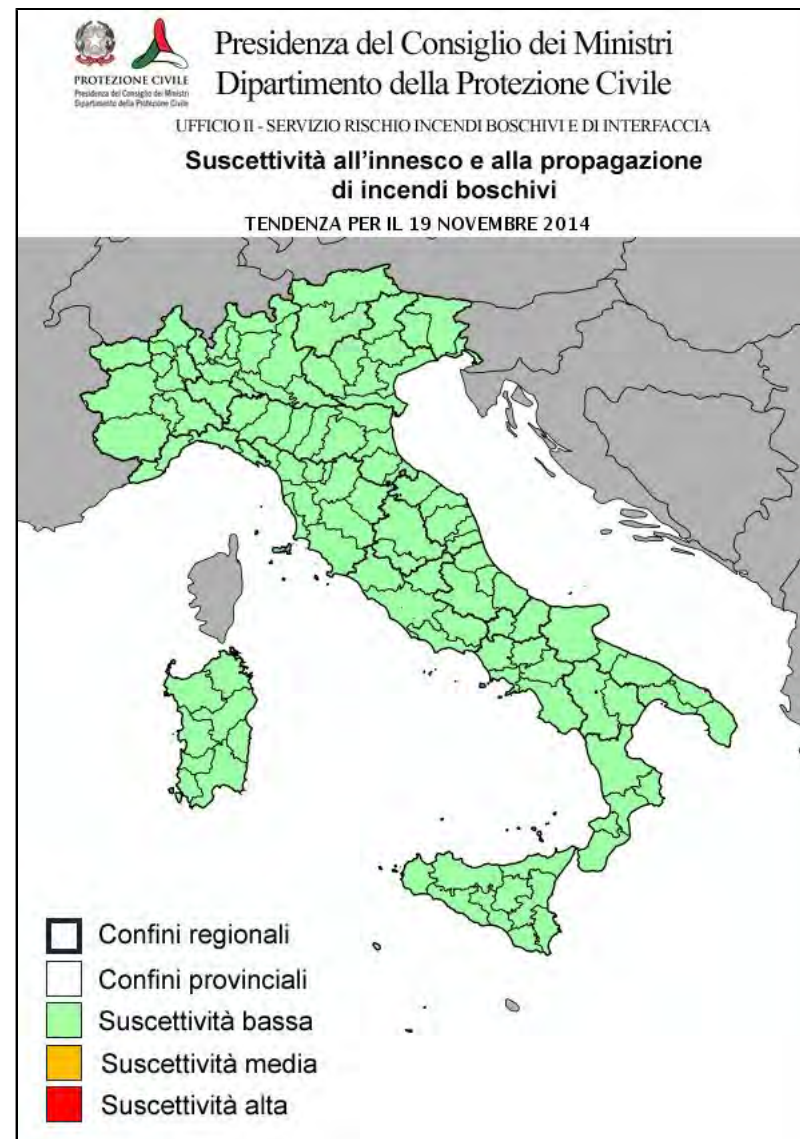 PROTEZIONE CIVILE
Presidenza del Consiglio dei Ministri
Dipartimento della Protezione Civile
Presidenza del Consiglio dei Ministri
Dipartimento della Protezione Civile
UFFICIO II - SERVIZIO RISCHIO INCENDI BOSCHIVI E DI INTERFACCIA
Suscettività all'innesco e alla propagazione
di incendi boschivi
TENDENZA PER IL 19 NOVEMBRE 2014
Confini regionali
Confini provinciali
Suscettività bassa
Suscettività media
Suscettività alta